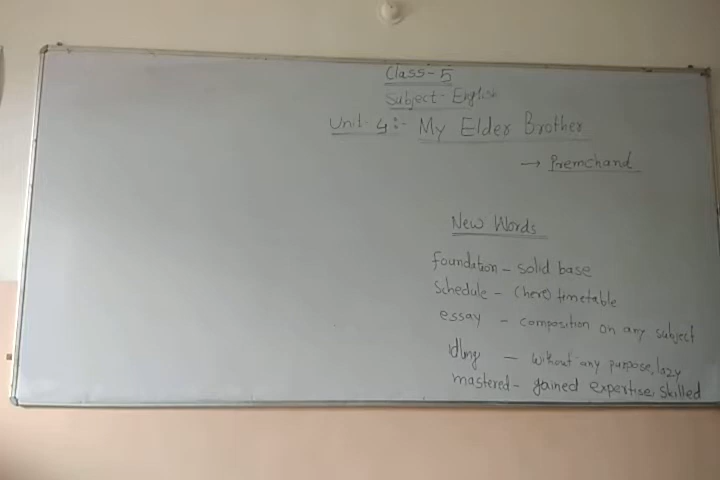 Class-5
Subject- English
Unit-4:- My Elder Brother
→ Premchand
New Words
foundation - solid base
Schedule - (here) timetable
essay - composition on any subject
idling - without any purpose, lazy
mastered - gained expertise, skilled